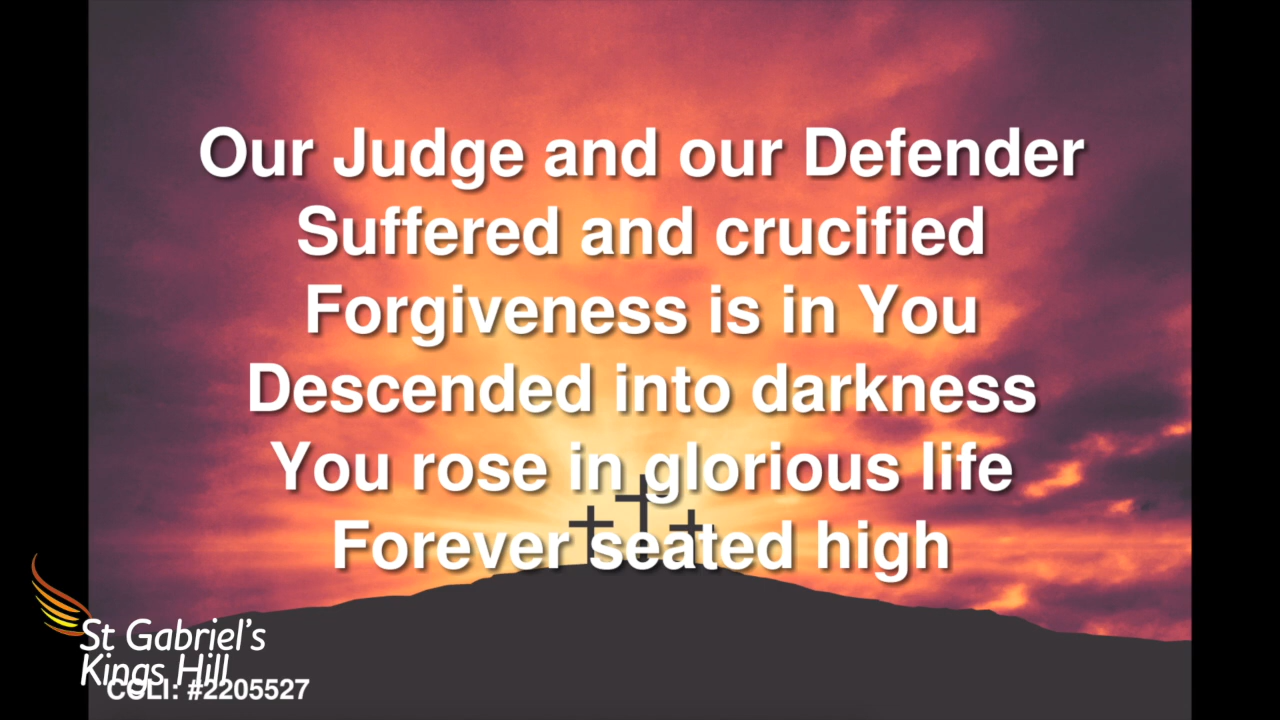 Our Judge and our Defender
Suffered and crucified
Forgiveness is in You
Descended into darkness
You rose in glorious life
Forever seated high
St Gabriel's
Kings Hill
CCLI: #2205527